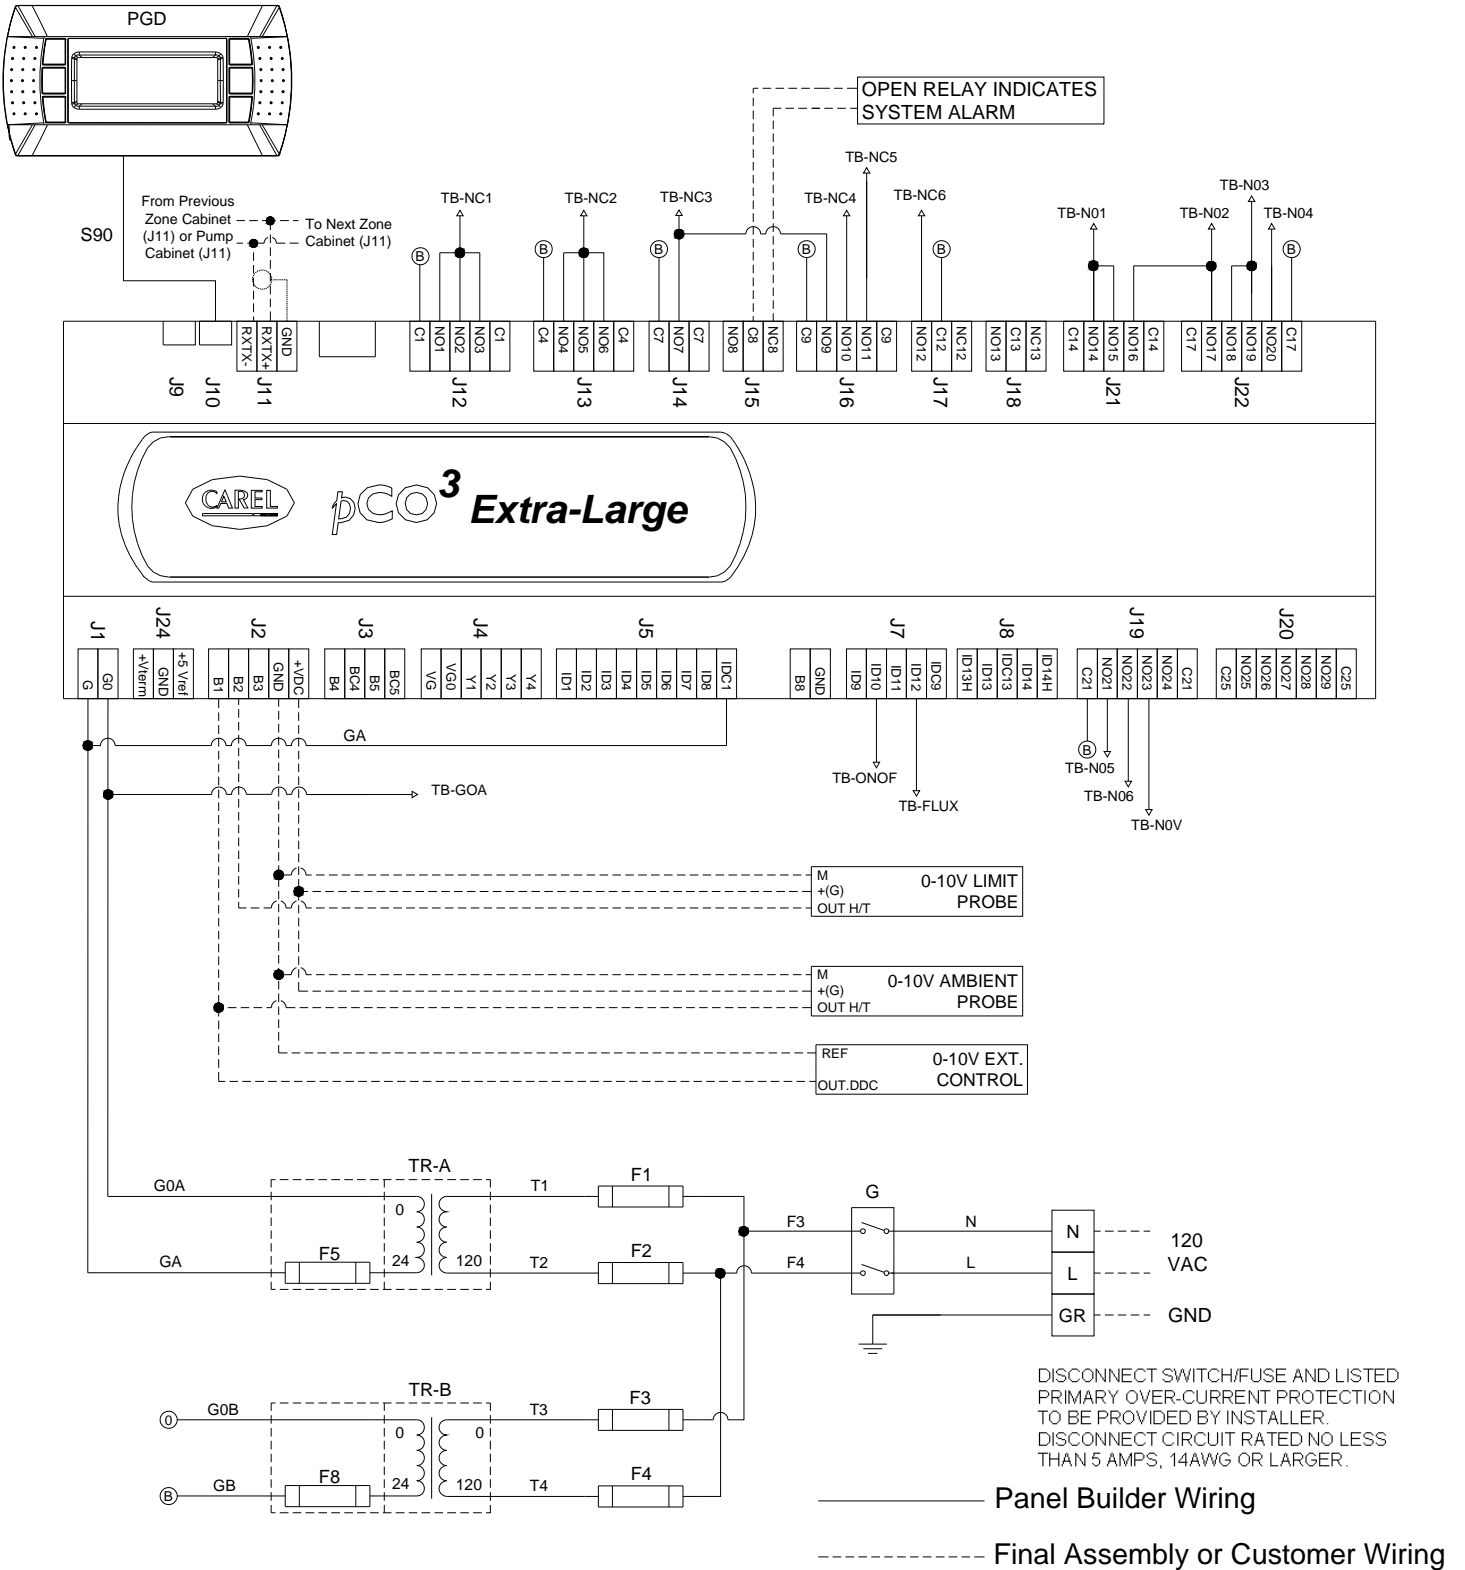 PGD
OPEN RELAY INDICATES
SYSTEM ALARM
S90
From Previous
Zone Cabinet
(J11) or Pump
Cabinet (J11)
To Next Zone
Cabinet (J11)
TB-NC1
TB-NC2
TB-NC3
TB-NC4
TB-NC5
TB-NC6
TB-N01
TB-N02
TB-N03
TB-N04
B
B
B
B
B
B
RXTX-
RXTX+
GND
C1
NO1
NO2
NO3
C1
C4
NO4
NO5
NO6
C4
C7
NO7
C7
NO8
C8
NC8
C9
NO9
NO10
NO11
C9
NO12
C12
NC12
NO13
C13
NC13
C14
NO14
NO15
NO16
C14
C17
NO17
NO18
NO19
NO20
C17
J9
J10
J11
J12
J13
J14
J15
J16
J17
J18
J21
J22
CAREL
pCO3 Extra-Large
J1
J24
J2
J3
J4
J5
J7
J8
J19
J20
G
G0
+Vterm
GND
+5 Vref
B1
B2
B3
GND
+VDC
B4
BC4
B5
BC5
VG
VG0
Y1
Y2
Y3
Y4
ID1
ID2
ID3
ID4
ID5
ID6
ID7
ID8
IDC1
B8
GND
ID9
ID10
ID11
ID12
IDC9
ID13H
ID13
IDC13
ID14
ID14H
C21
NO21
NO22
NO23
NO24
C21
C25
NO25
NO26
NO27
NO28
NO29
C25
GA
TB-GOA
TB-ONOF
TB-FLUX
B
TB-N05
TB-N06
TB-N0V
M
+(G)
OUT H/T
0-10V LIMIT
PROBE
M
+(G)
OUT H/T
0-10V AMBIENT
PROBE
REF
OUT.DDC
0-10V EXT.
CONTROL
TR-A
G0A
0
T1
F1
G
F3
N
N
120
VAC
GA
F5
24
120
T2
F2
F4
L
L
GR
GND
TR-B
0
G0B
0
0
T3
F3
B
GB
F8
24
120
T4
F4
DISCONNECT SWITCH/FUSE AND LISTED
PRIMARY OVER-CURRENT PROTECTION
TO BE PROVIDED BY INSTALLER.
DISCONNECT CIRCUIT RATED NO LESS
THAN 5 AMPS, 14AWG OR LARGER.
Panel Builder Wiring
Final Assembly or Customer Wiring